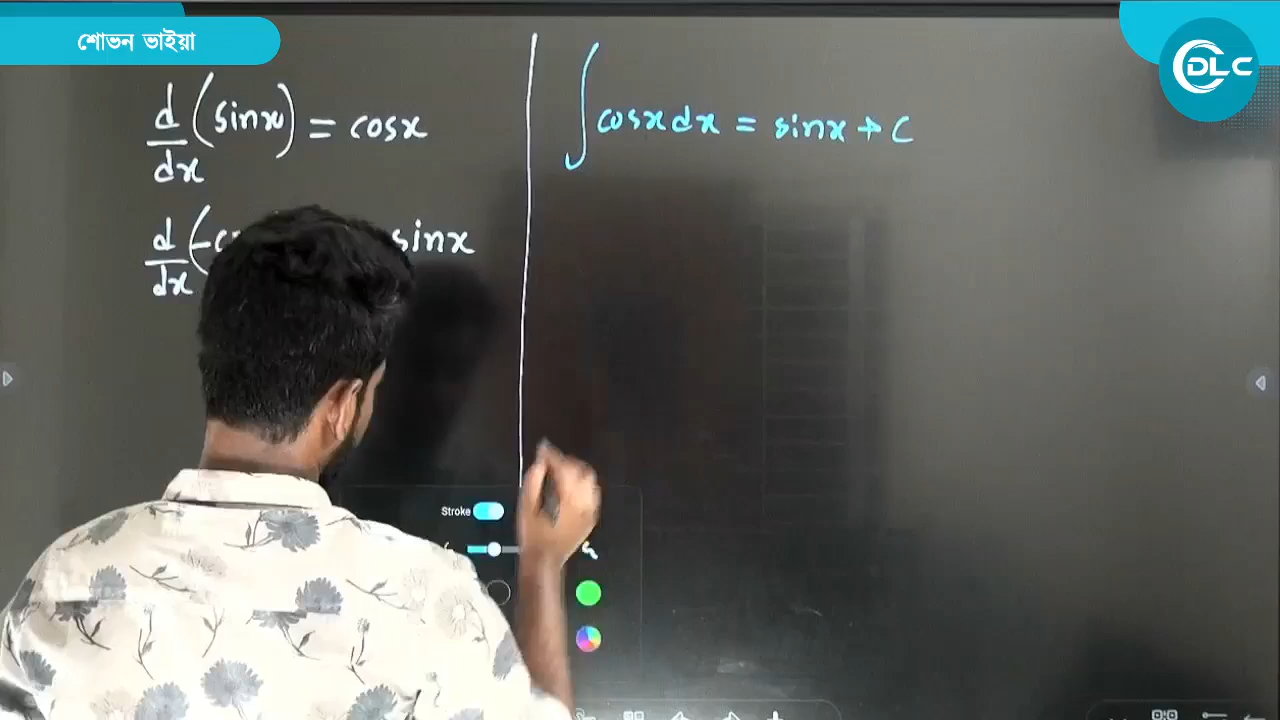 শোভন ভাইয়া
DLC
d/dx (sinx) = cosx
∫cosx dx = sinx + c
d/dx (- sinx
Stroke